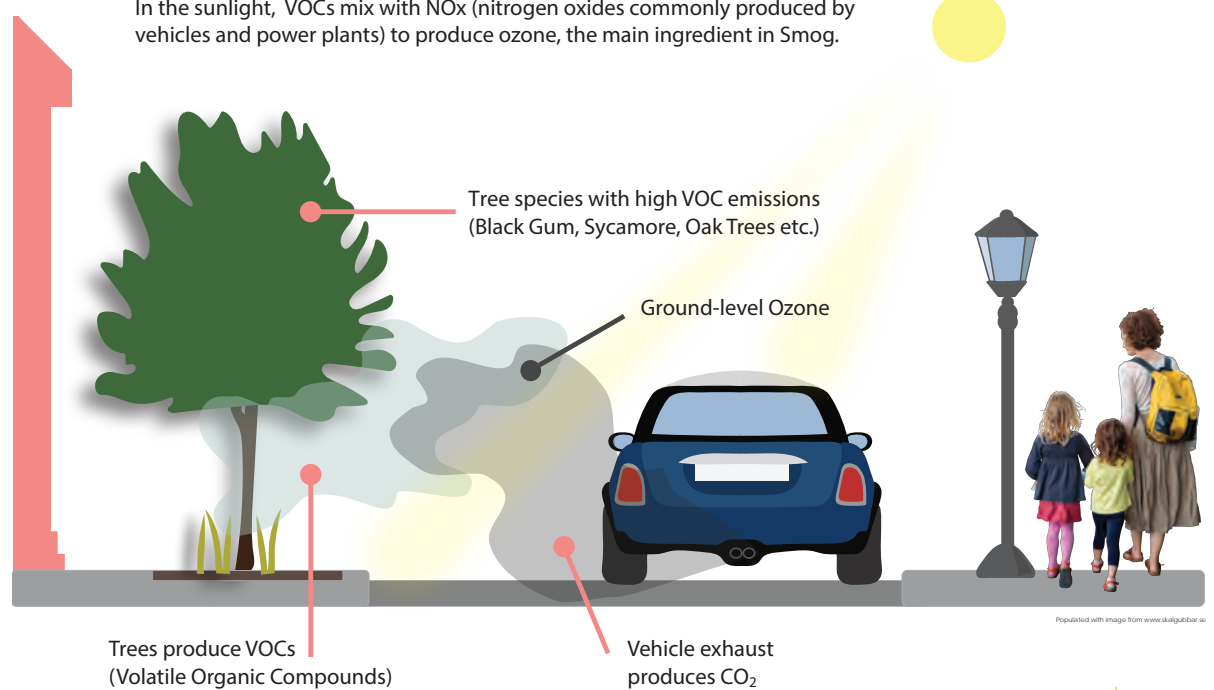 In the sunlight, VOCs mix with NOx (nitrogen oxides commonly produced by
vehicles and power plants) to produce ozone, the main ingredient in Smog.
Tree species with high VOC emissions
(Black Gum, Sycamore, Oak Trees etc.)
Ground-level Ozone
Populated with image from www.skalgubbar.se
Trees produce VOCs
(Volatile Organic Compounds)
Vehicle exhaust
produces CO₂